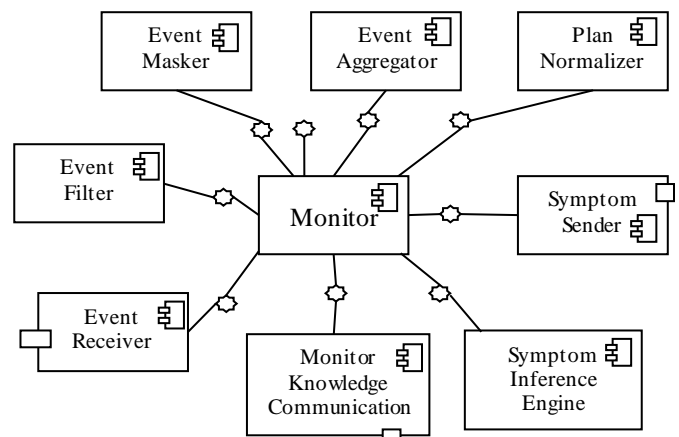 Event
Masker
Event
Aggregator
Plan
Normalizer
Event
Filter
Monitor
Symptom
Sender
Event
Receiver
Monitor
Knowledge
Communication
Symptom
Inference
Engine